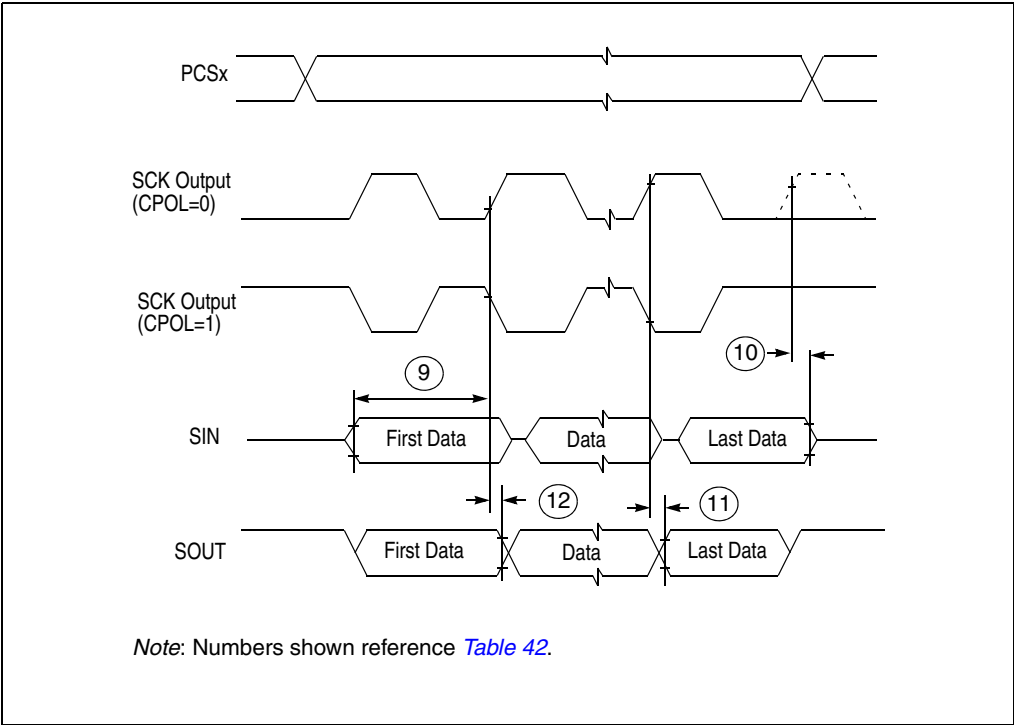 PCSx
SCK Output
(CPOL=0)
SCK Output
(CPOL=1)
10
9
SIN
First Data
Data
Last Data
12
11
SOUT
First Data
Data
Last Data
Note: Numbers shown reference Table 42.